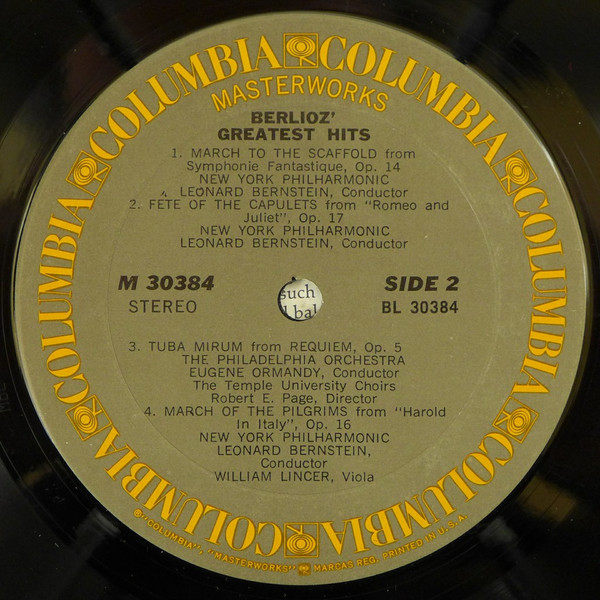 COLUMBIA COLUMBIA COLUMBIA COLUMBIA COLUMBIA COLUMBIA
MASTERWORKS
BERLIOZ'
GREATEST HITS
1. MARCH TO THE SCAFFOLD from
Symphonie Fantastique, Op. 14
NEW YORK PHILHARMONIC
LEONARD BERNSTEIN, Conductor
2. FÊTE OF THE CAPULETS from "Romeo and
Juliet", Op. 17
NEW YORK PHILHARMONIC
LEONARD BERNSTEIN, Conductor
M 30384
SIDE 2
STEREO
BL 30384
such
3. TUBA MIRUM from REQUIEM, Op. 5
THE PHILADELPHIA ORCHESTRA
EUGENE ORMANDY, Conductor
The Temple University Choirs
Robert E. Page, Director
4. MARCH OF THE PILGRIMS from "Harold
In Italy", Op. 16
NEW YORK PHILHARMONIC
LEONARD BERNSTEIN,
Conductor
WILLIAM LINCER, Viola
"COLUMBIA", "MASTERWORKS" MARCAS REG. PRINTED IN U.S.A.